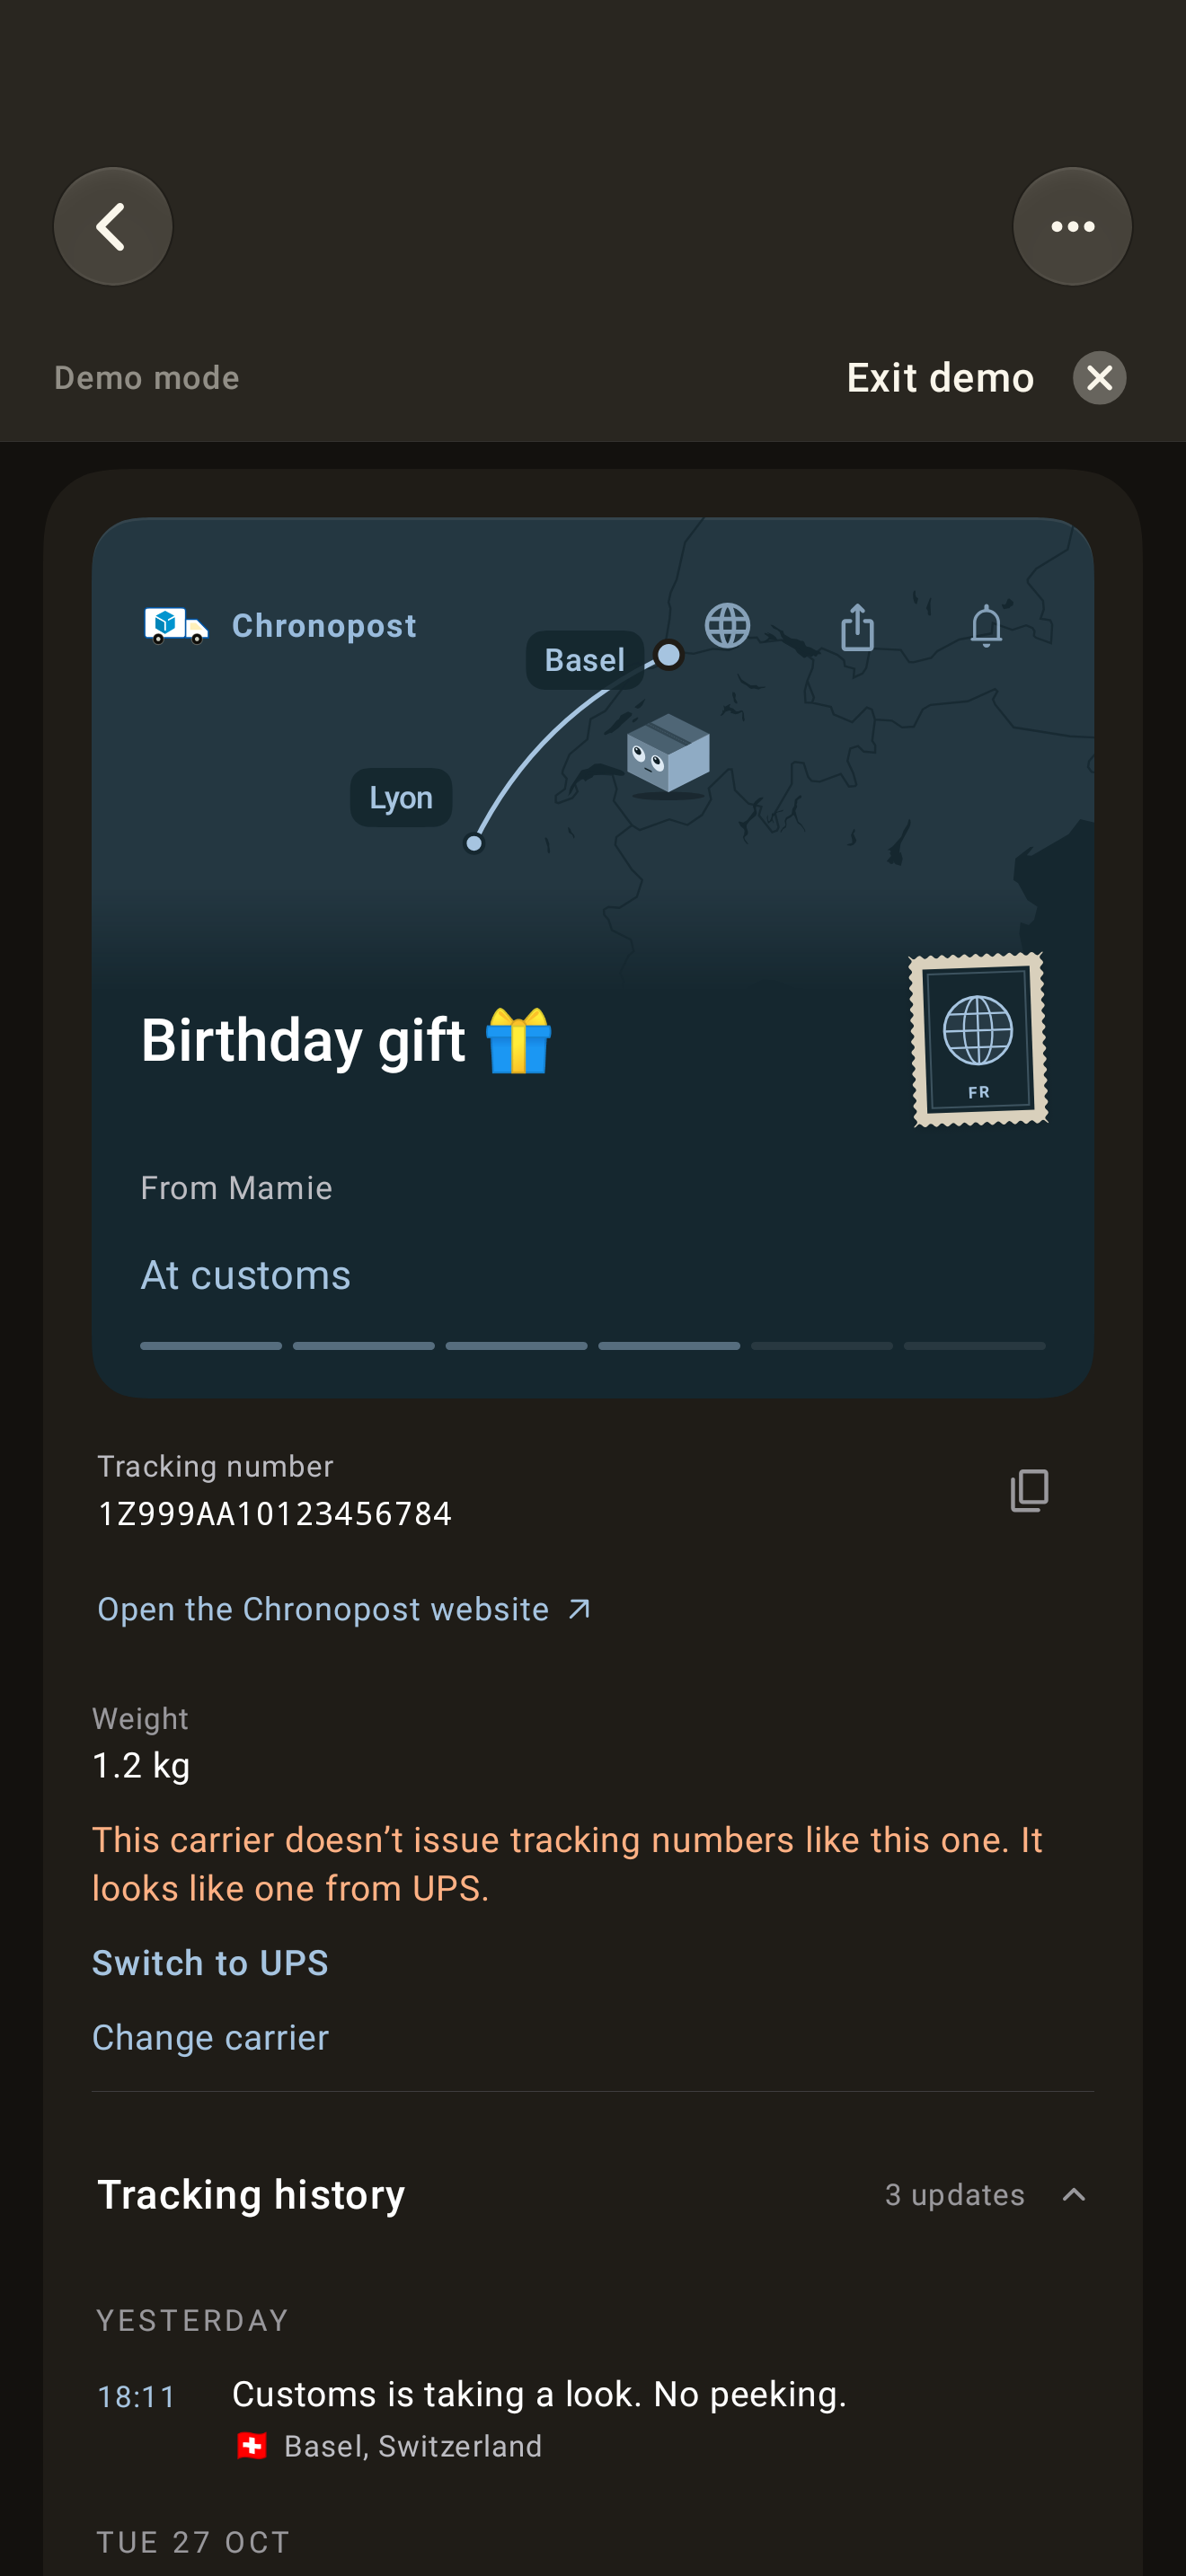 Demo mode
Exit demo
Chronopost
Basel
Lyon
Birthday gift 🎁
FR
From Mamie
At customs
Tracking number
1Z999AA10123456784
Open the Chronopost website
Weight
1.2 kg
This carrier doesn’t issue tracking numbers like this one. It
looks like one from UPS.
Switch to UPS
Change carrier
Tracking history
3 updates
YESTERDAY
18:11 Customs is taking a look. No peeking.
🇨🇭 Basel, Switzerland
TUE 27 OCT